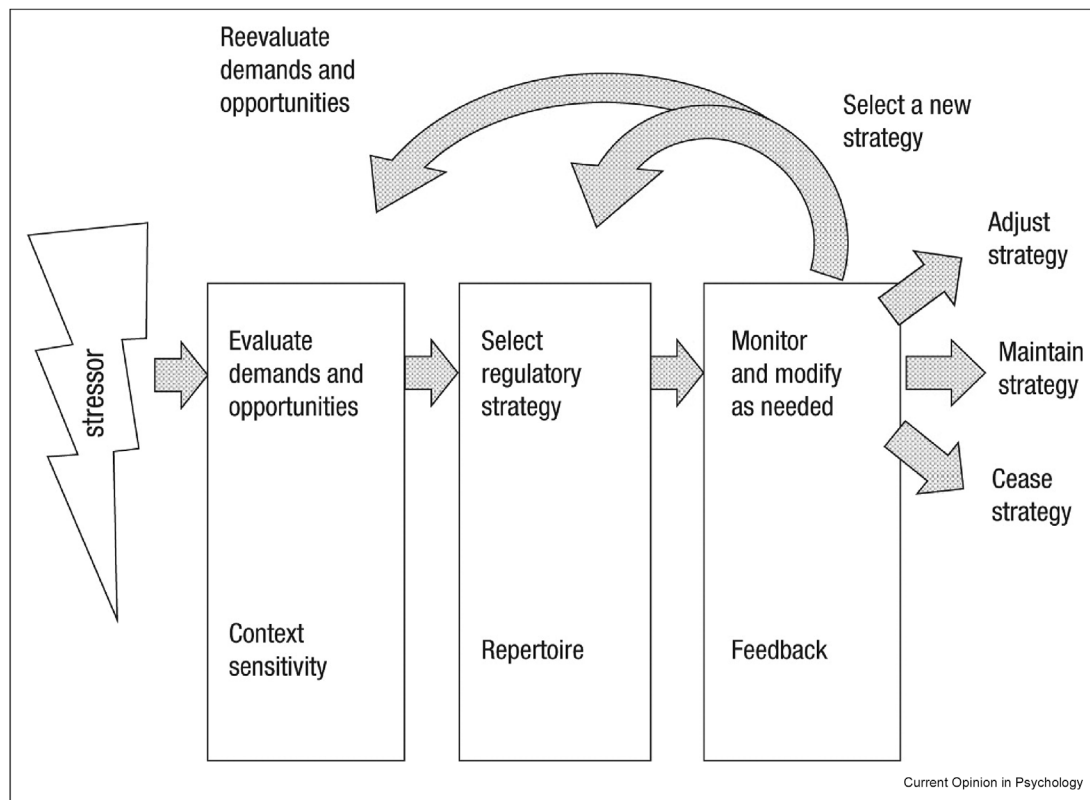 Reevaluate
demands and
opportunities
Select a new
strategy
Adjust
strategy
stressor
Evaluate
demands and
opportunities
Select
regulatory
strategy
Monitor
and modify
as needed
Maintain
strategy
Cease
strategy
Context
sensitivity
Repertoire
Feedback
Current Opinion in Psychology